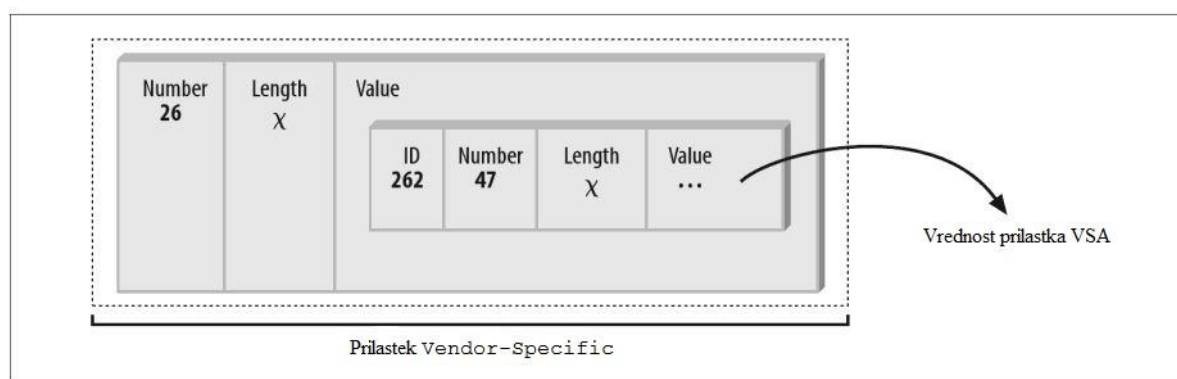 Number Length Value
26 χ
ID Number Length Value
262 47 χ ...
Vrednost prilastka VSA
Prilastek Vendor-Specific